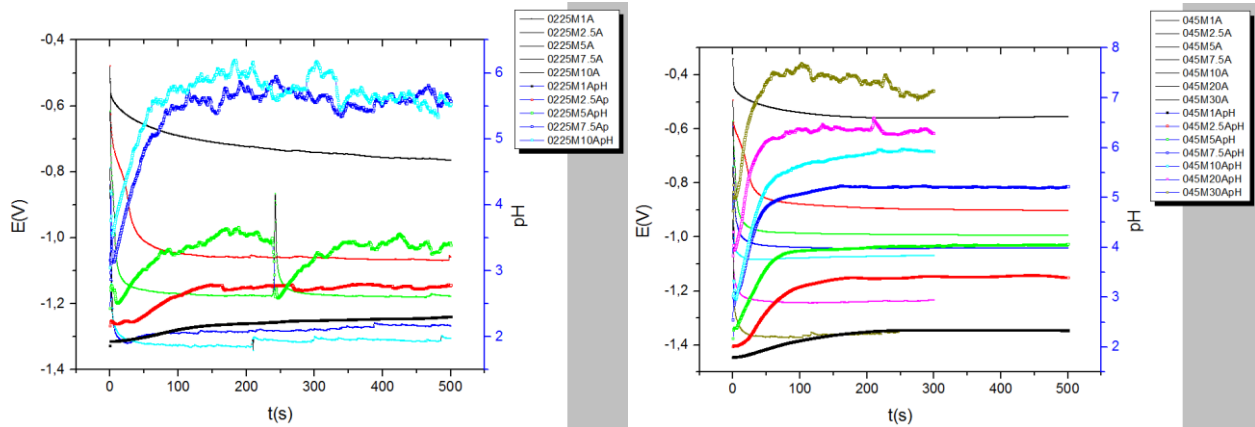 0225M1A
0225M2.5A
0225M5A
0225M7.5A
0225M10A
0225M1ApH
0225M2.5Ap
0225M5ApH
0225M7.5Ap
0225M10ApH
-0,4
-0,6
-0,8
-1,0
-1,2
-1,4
E(V)
0 100 200 300 400 500
t(s)
6
5
4
3
2
pH
045M1A
045M2.5A
045M5A
045M7.5A
045M10A
045M20A
045M30A
045M1ApH
045M2.5ApH
045M5ApH
045M7.5ApH
045M10ApH
045M20ApH
045M30ApH
-0,4
-0,6
-0,8
-1,0
-1,2
-1,4
E(V)
0 100 200 300 400 500
t(s)
8
7
6
5
4
3
2
pH